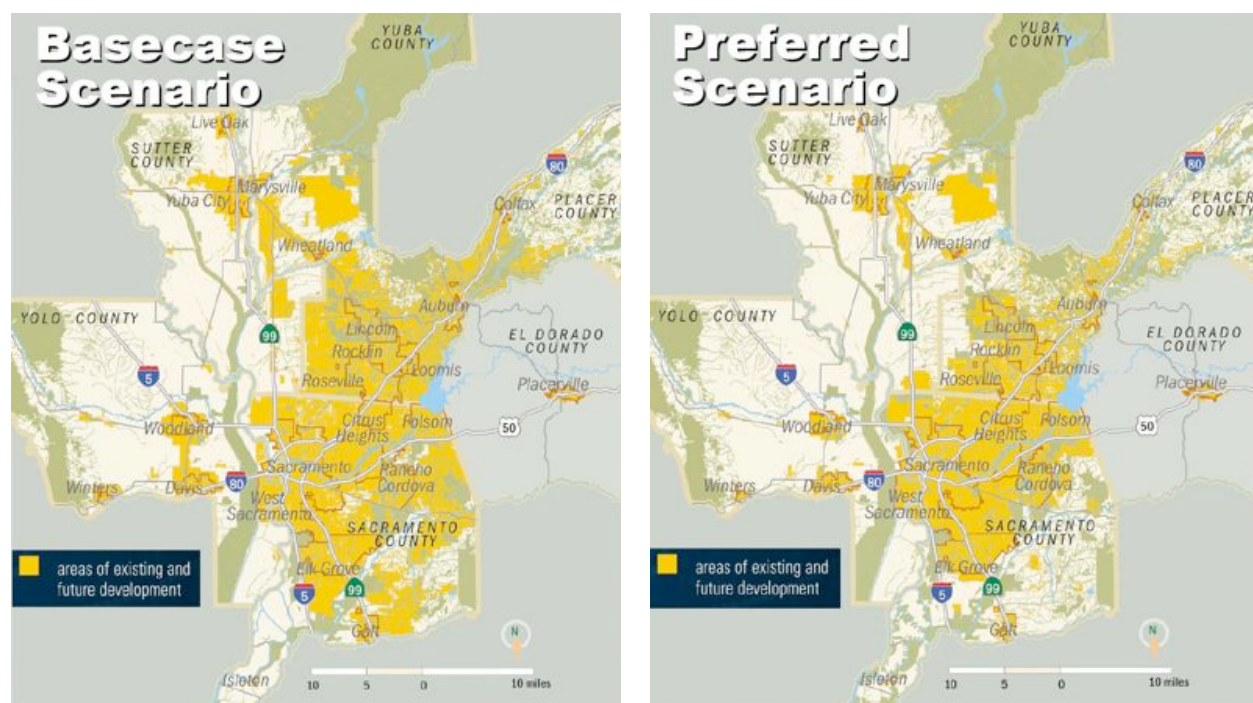 Basecase
Scenario
YUBA
COUNTY
Live Oak
SUTTER
COUNTY
80
Marysville
Yuba City
Colfax
PLACER
COUNTY
Wheatland
Auburn
YOLO COUNTY
99
Lincoln
EL DORADO
COUNTY
Rocklin
5
Roseville
Loomis
Placerville
Woodland
Citrus
Heights
Folsom
50
Sacramento
Rancho
Cordova
Winters
Davis
80
West
Sacramento
SACRAMENTO
COUNTY
areas of existing and
future development
Elk Grove
5
99
Galt
N
Isleton
10 5 0 10 miles
Preferred
Scenario
YUBA
COUNTY
Live Oak
SUTTER
COUNTY
80
Marysville
Yuba City
Colfax
PLACER
COUNTY
Wheatland
Auburn
YOLO COUNTY
99
Lincoln
EL DORADO
COUNTY
Rocklin
5
Roseville
Loomis
Placerville
Woodland
Citrus
Heights
Folsom
50
Sacramento
Rancho
Cordova
Winters
Davis
80
West
Sacramento
SACRAMENTO
COUNTY
areas of existing and
future development
Elk Grove
5
99
Galt
N
Isleton
10 5 0 10 miles